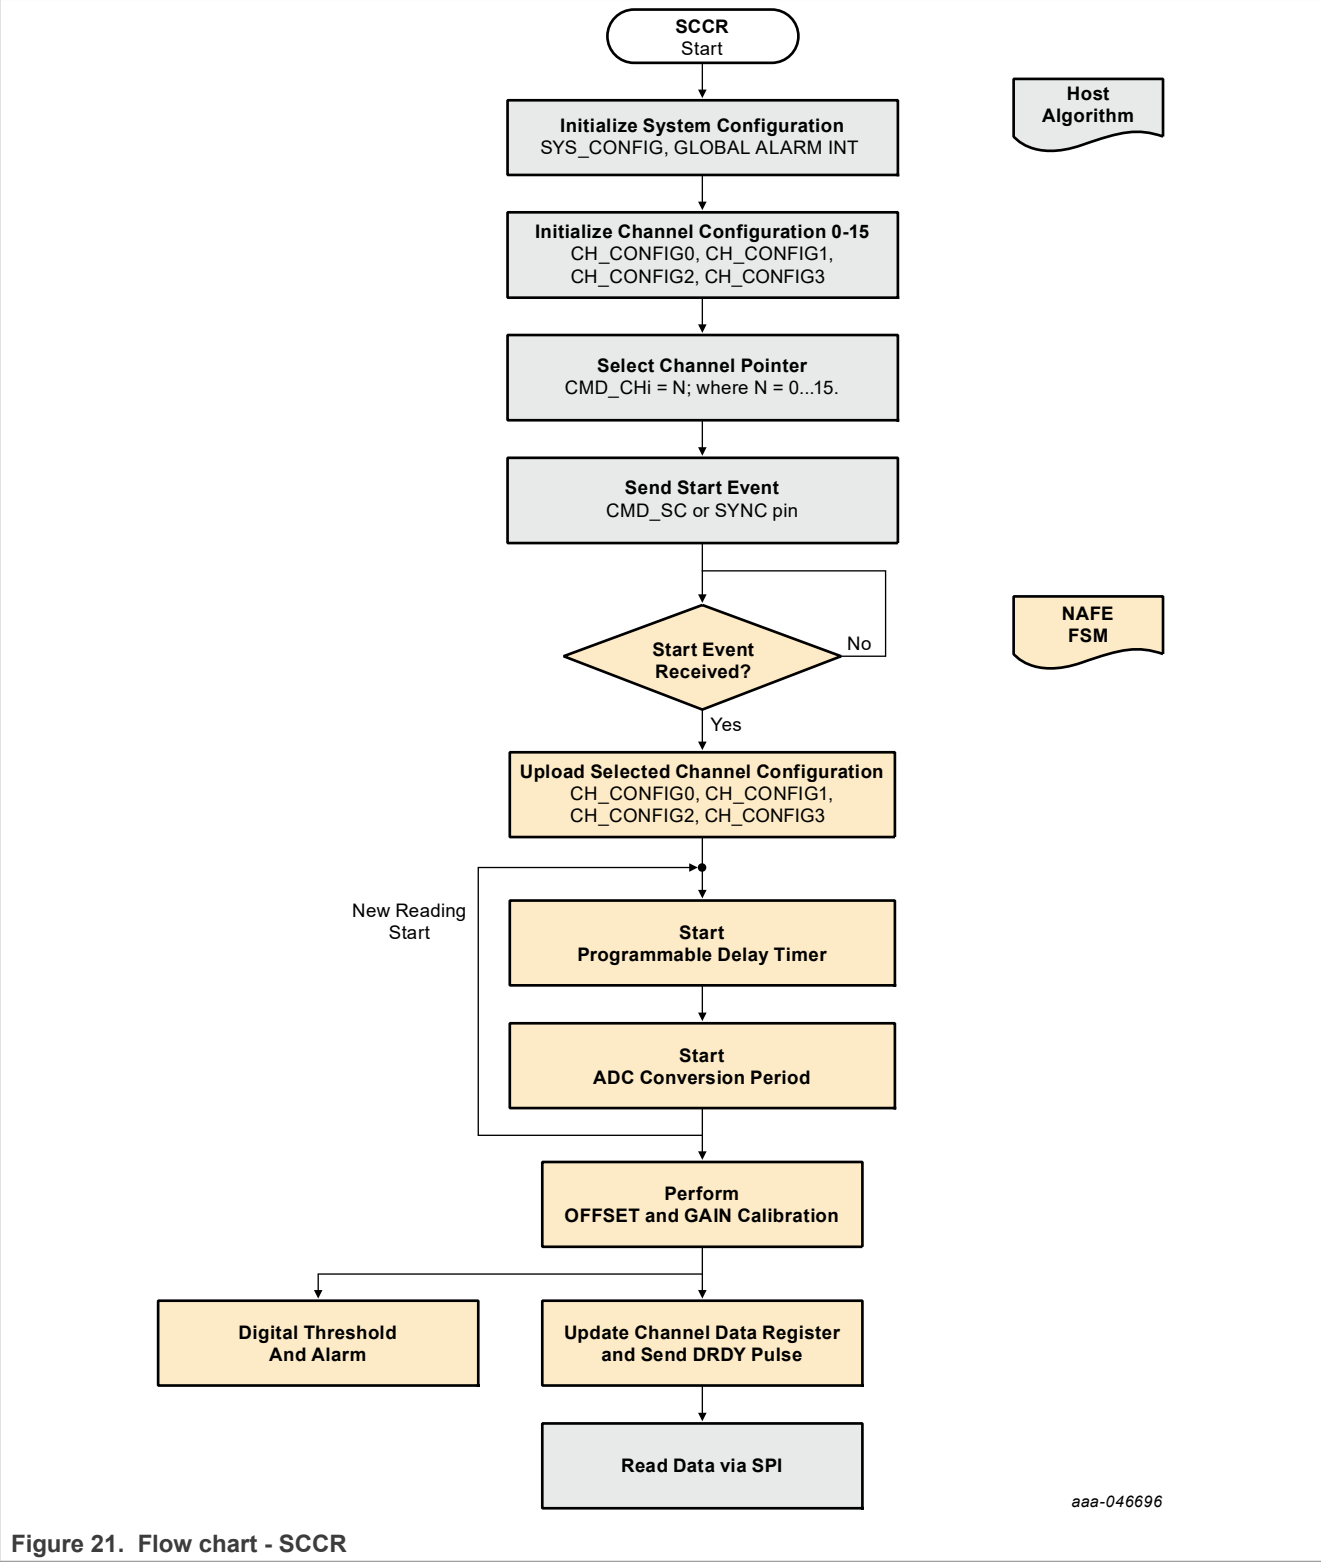 SCCR
Start
Host
Algorithm
Initialize System Configuration
SYS_CONFIG, GLOBAL ALARM INT
Initialize Channel Configuration 0-15
CH_CONFIG0, CH_CONFIG1,
CH_CONFIG2, CH_CONFIG3
Select Channel Pointer
CMD_CHi = N; where N = 0...15.
Send Start Event
CMD_SC or SYNC pin
NAFE
FSM
Start Event
Received?
No
Yes
Upload Selected Channel Configuration
CH_CONFIG0, CH_CONFIG1,
CH_CONFIG2, CH_CONFIG3
New Reading
Start
Start
Programmable Delay Timer
Start
ADC Conversion Period
Perform
OFFSET and GAIN Calibration
Digital Threshold
And Alarm
Update Channel Data Register
and Send DRDY Pulse
Read Data via SPI
aaa-046696
Figure 21. Flow chart - SCCR